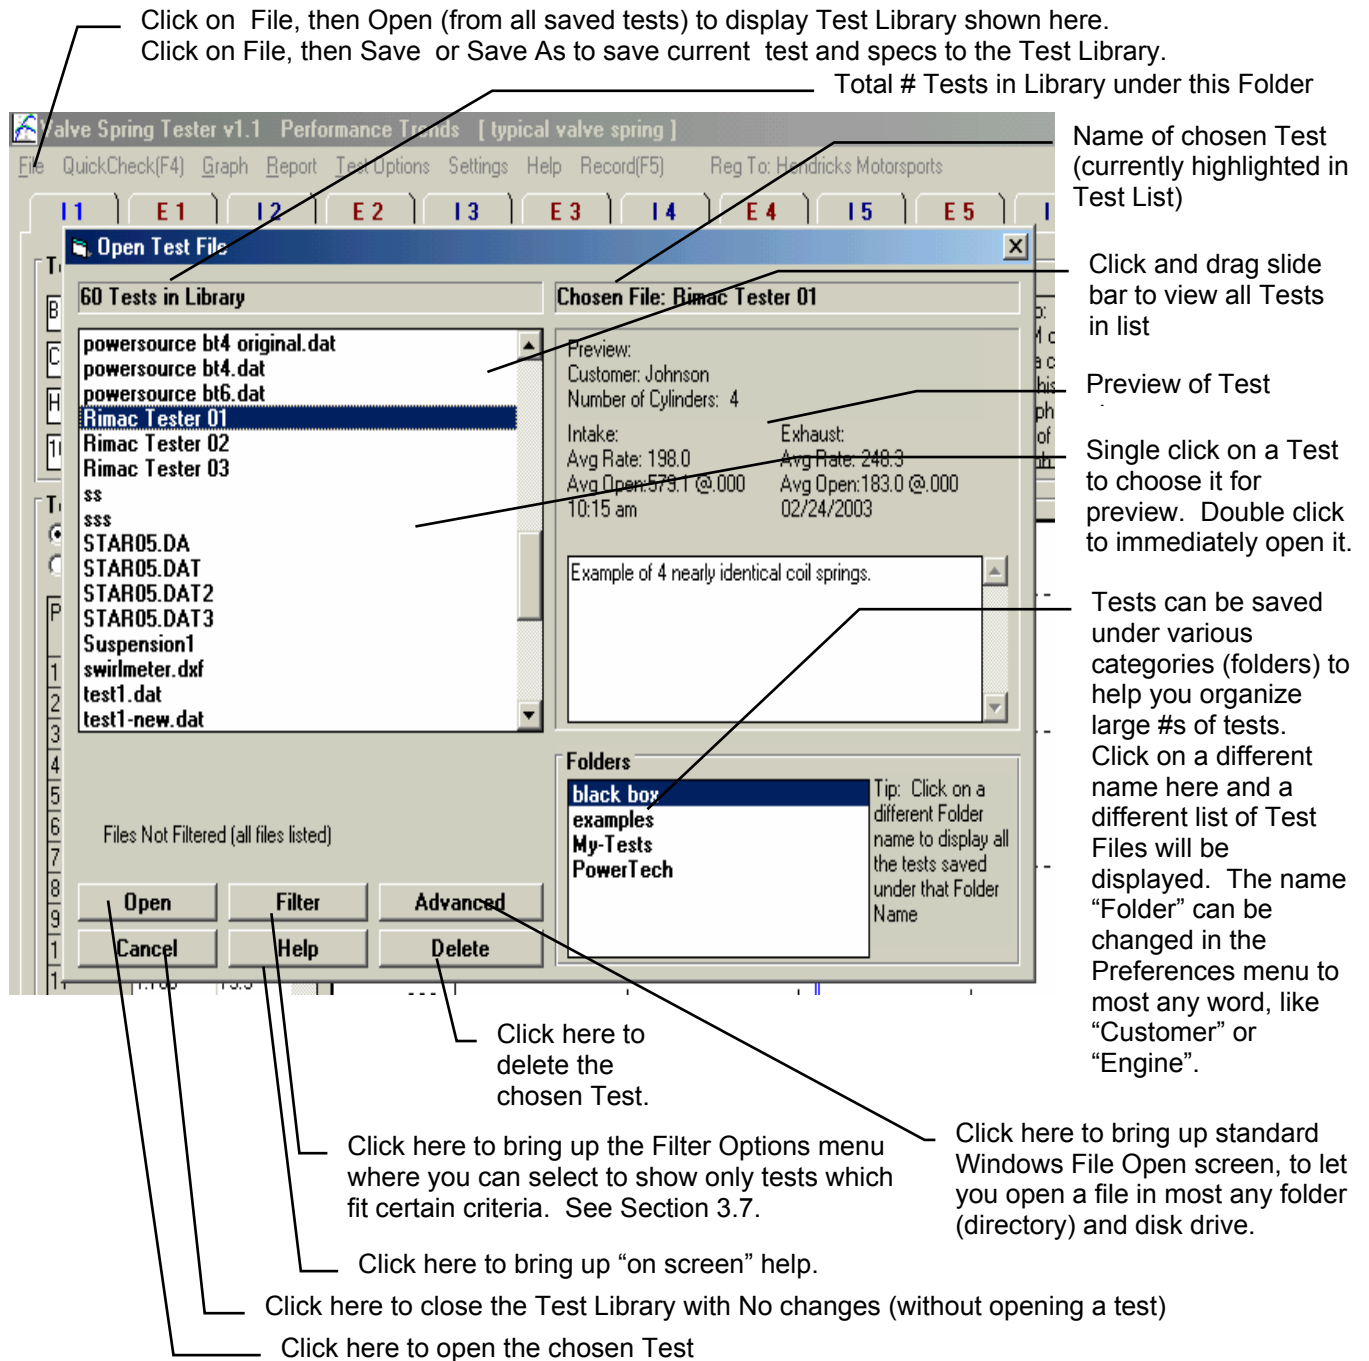 Click on File, then Open (from all saved tests) to display Test Library shown here.
Click on File, then Save or Save As to save current test and specs to the Test Library.
Total # Tests in Library under this Folder
Valve Spring Tester v1.1 Performance Trends [ typical valve spring ]
File QuickCheck(F4) Graph Report Test Options Settings Help Record(F5) Reg To: Hendricks Motorsports
I 1 E 1 I 2 E 2 I 3 E 3 I 4 E 4 I 5 E 5 I
Name of chosen Test
(currently highlighted in
Test List)
Open Test File
60 Tests in Library
Chosen File: Rimac Tester 01
Click and drag slide
bar to view all Tests
in list
powersource bt4 original.dat
powersource bt4.dat
powersource bt6.dat
Rimac Tester 01
Rimac Tester 02
Rimac Tester 03
ss
sss
STAR05.DA
STAR05.DAT
STAR05.DAT2
STAR05.DAT3
Suspension1
swirlmeter.dxf
test1.dat
test1-new.dat
Preview:
Customer: Johnson
Number of Cylinders: 4
Intake: Exhaust:
Avg Rate: 198.0 Avg Rate: 248.3
Avg Open:579.1 @.000 Avg Open:183.0 @.000
10:15 am 02/24/2003
Example of 4 nearly identical coil springs.
Preview of Test
Single click on a Test
to choose it for
preview. Double click
to immediately open it.
Tests can be saved
under various
categories (folders) to
help you organize
large #s of tests.
Click on a different
name here and a
different list of Test
Files will be
displayed. The name
“Folder” can be
changed in the
Preferences menu to
most any word, like
“Customer” or
“Engine”.
Folders
black box
examples
My-Tests
PowerTech
Tip: Click on a
different Folder
name to display all
the tests saved
under that Folder
Name
Files Not Filtered (all files listed)
Open Filter Advanced
Cancel Help Delete
1
2
3
4
5
6
7
8
9
Click here to
delete the
chosen Test.
Click here to bring up the Filter Options menu
where you can select to show only tests which
fit certain criteria. See Section 3.7.
Click here to bring up standard
Windows File Open screen, to let
you open a file in most any folder
(directory) and disk drive.
Click here to bring up “on screen” help.
Click here to close the Test Library with No changes (without opening a test)
Click here to open the chosen Test